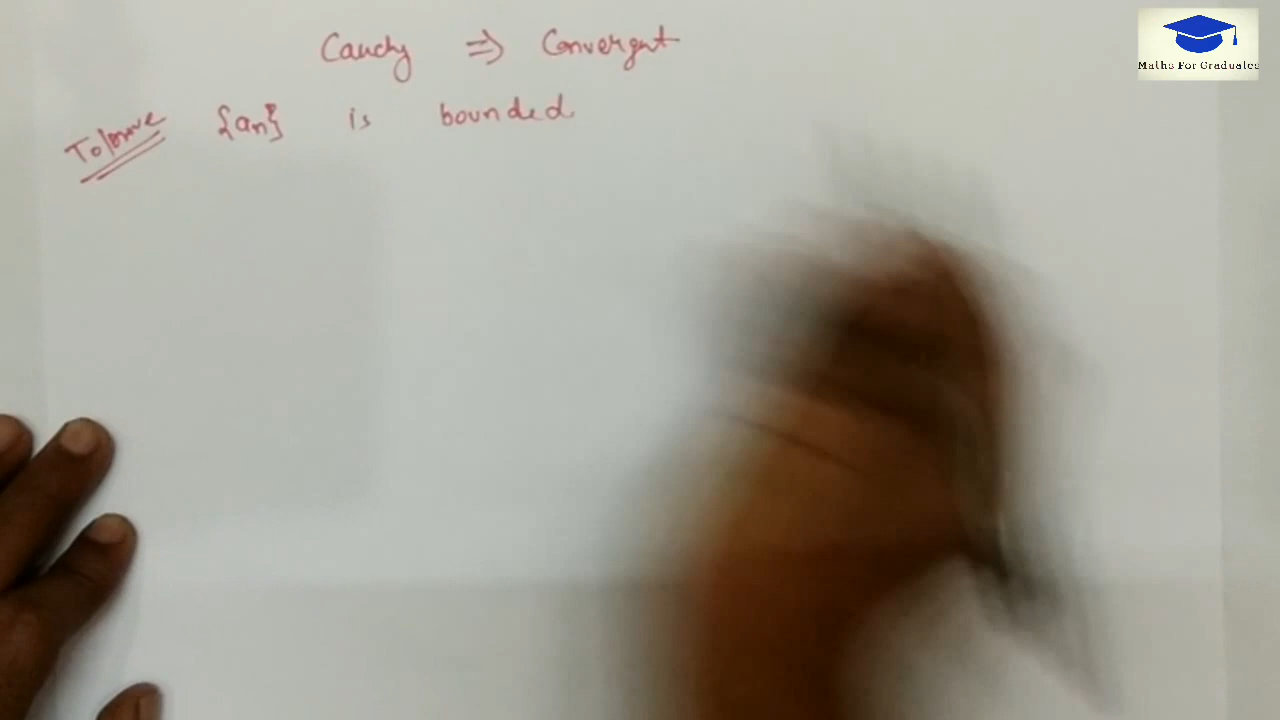 Cauchy ⇒ Convergent
To prove {an} is bounded
Maths For Graduates